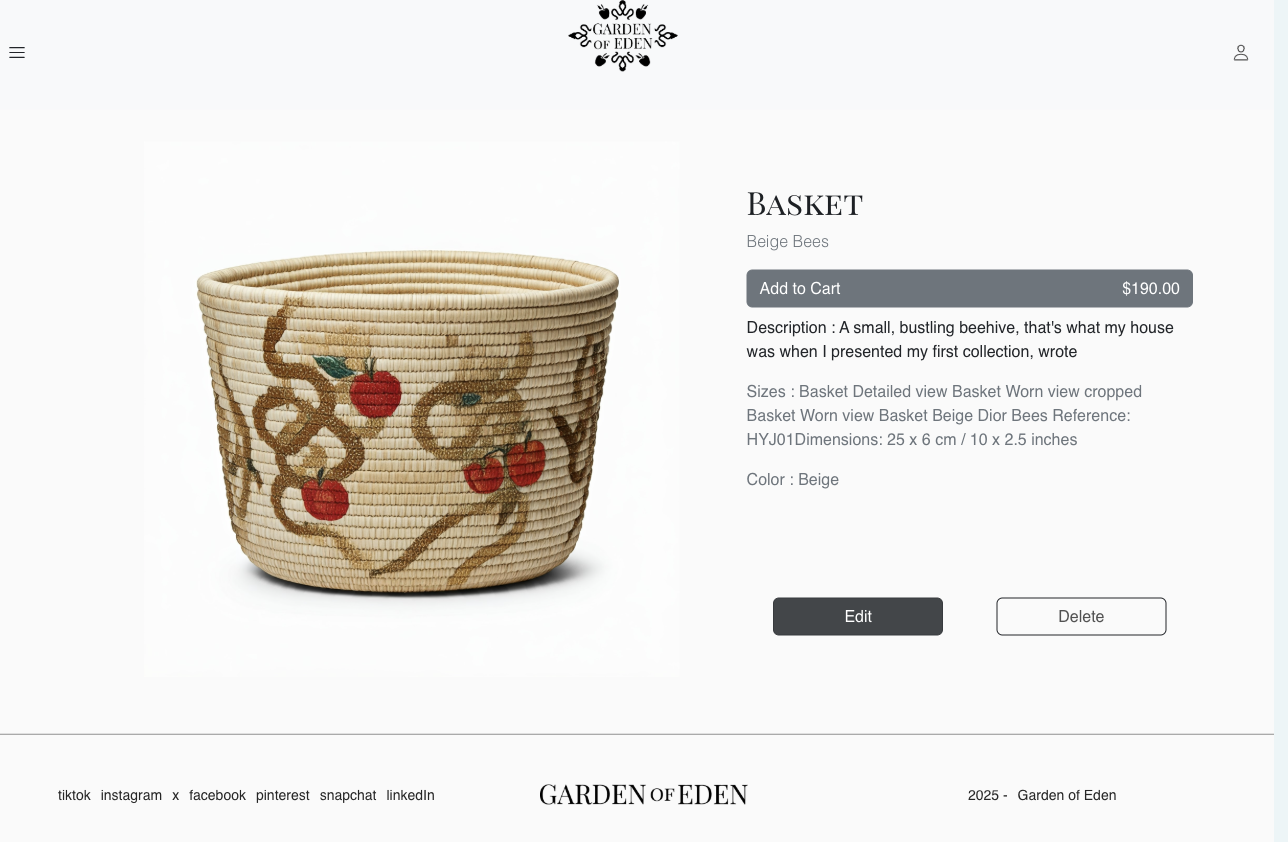 GARDEN
OF EDEN
Basket
Beige Bees
Add to Cart $190.00
Description : A small, bustling beehive, that's what my house
was when I presented my first collection, wrote
Sizes : Basket Detailed view Basket Worn view cropped
Basket Worn view Basket Beige Dior Bees Reference:
HYJ01Dimensions: 25 x 6 cm / 10 x 2.5 inches
Color : Beige
Edit Delete
tiktok instagram x facebook pinterest snapchat linkedIn GARDEN OF EDEN 2025 - Garden of Eden